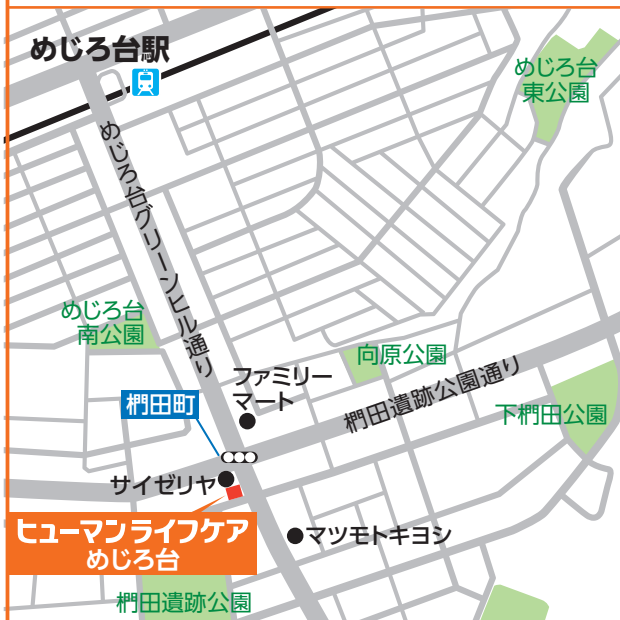 めじろ台駅
めじろ台
東公園
めじろ台グリーンヒル通り
めじろ台
南公園
向原公園
ファミリー
マート
椚田町
椚田遺跡公園通り
下椚田公園
サイゼリヤ
ヒューマンライフケア
めじろ台
マツモトキヨシ
椚田遺跡公園